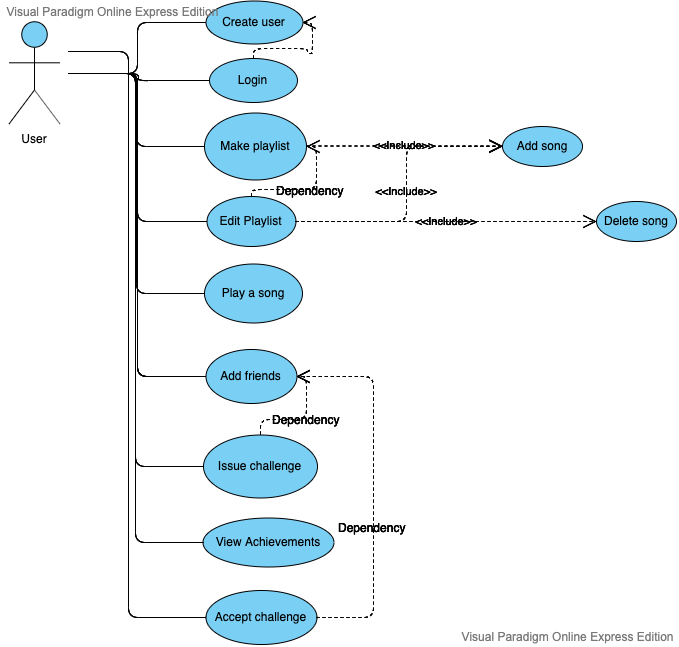 Visual Paradigm Online Express Edition
Create user
Login
User
Make playlist
<<Include>>
Add song
Dependency
<<Include>>
Edit Playlist
<<Include>>
Delete song
Play a song
Add friends
Dependency
Issue challenge
Dependency
View Achievements
Accept challenge
Visual Paradigm Online Express Edition